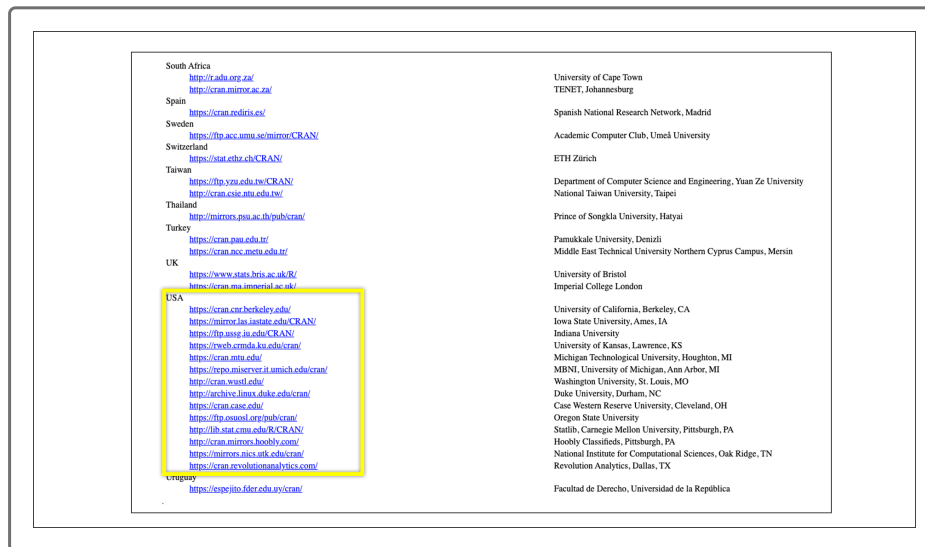 South Africa
http://r.adu.org.za/ University of Cape Town
http://cran.mirror.ac.za/ TENET, Johannesburg
Spain
https://cran.rediris.es/ Spanish National Research Network, Madrid
Sweden
https://ftp.acc.umu.se/mirror/CRAN/ Academic Computer Club, Umeå University
Switzerland
https://stat.ethz.ch/CRAN/ ETH Zürich
Taiwan
https://ftp.yzu.edu.tw/CRAN/ Department of Computer Science and Engineering, Yuan Ze University
http://cran.csie.ntu.edu.tw/ National Taiwan University, Taipei
Thailand
http://mirrors.psu.ac.th/pub/cran/ Prince of Songkla University, Hatyai
Turkey
https://cran.pau.edu.tr/ Pamukkale University, Denizli
https://cran.ncc.metu.edu.tr/ Middle East Technical University Northern Cyprus Campus, Mersin
UK
https://www.stats.bris.ac.uk/R/ University of Bristol
https://cran.ma.imperial.ac.uk/ Imperial College London
USA
https://cran.cnr.berkeley.edu/ University of California, Berkeley, CA
https://mirror.las.iastate.edu/CRAN/ Iowa State University, Ames, IA
https://ftp.ussg.iu.edu/CRAN/ Indiana University
https://rweb.crmda.ku.edu/cran/ University of Kansas, Lawrence, KS
https://cran.mtu.edu/ Michigan Technological University, Houghton, MI
https://repo.miserver.it.umich.edu/cran/ MBNI, University of Michigan, Ann Arbor, MI
http://cran.wustl.edu/ Washington University, St. Louis, MO
http://archive.linux.duke.edu/cran/ Duke University, Durham, NC
https://cran.case.edu/ Case Western Reserve University, Cleveland, OH
https://ftp.osuosl.org/pub/cran/ Oregon State University
http://lib.stat.cmu.edu/R/CRAN/ Statlib, Carnegie Mellon University, Pittsburgh, PA
http://cran.mirrors.hoobly.com/ Hoobly Classifieds, Pittsburgh, PA
https://mirrors.nics.utk.edu/cran/ National Institute for Computational Sciences, Oak Ridge, TN
https://cran.revolutionanalytics.com/ Revolution Analytics, Dallas, TX
Uruguay
https://espejito.fder.edu.uy/cran/ Facultad de Derecho, Universidad de la República